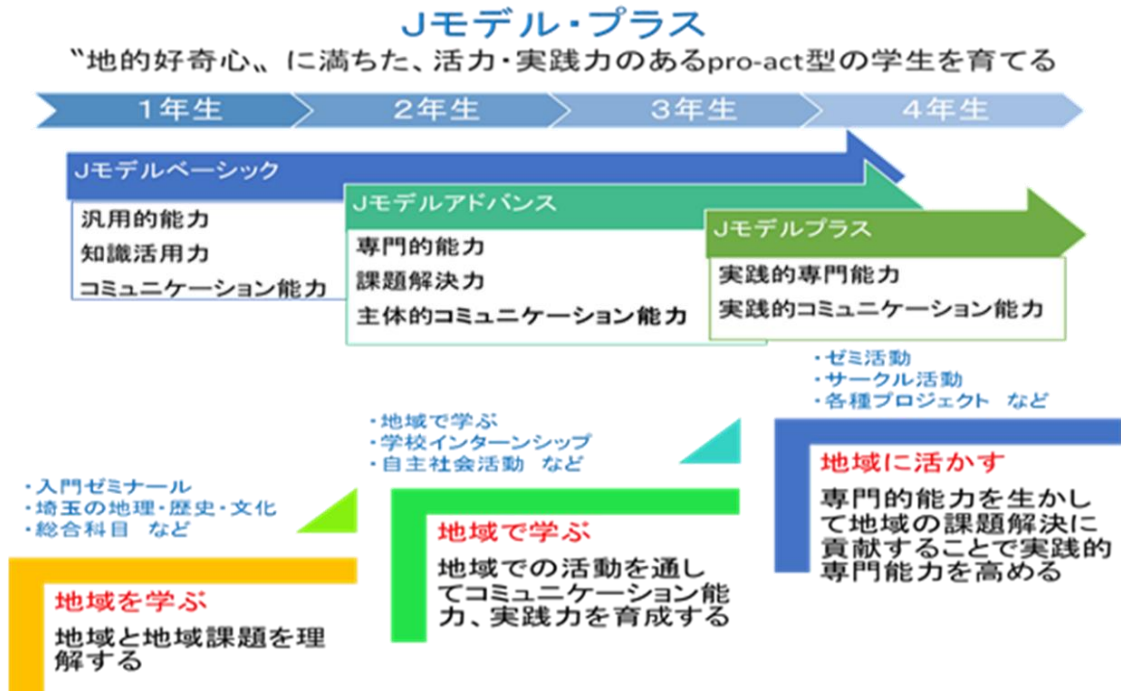 Jモデル・プラス
〝地的好奇心〟に満ちた、活力・実践力のあるpro-act型の学生を育てる
1年生
2年生
3年生
4年生
Jモデルベーシック
汎用的能力
知識活用力
コミュニケーション能力
Jモデルアドバンス
専門的能力
課題解決力
主体的コミュニケーション能力
Jモデルプラス
実践的専門能力
実践的コミュニケーション能力
・入門ゼミナール
・埼玉の地理・歴史・文化
・総合科目 など
地域を学ぶ
地域と地域課題を理
解する
・地域で学ぶ
・学校インターンシップ
・自主社会活動 など
地域で学ぶ
地域での活動を通し
てコミュニケーション能
力、実践力を育成する
・ゼミ活動
・サークル活動
・各種プロジェクト など
地域に活かす
専門的能力を生かし
て地域の課題解決に
貢献することで実践的
専門能力を高める